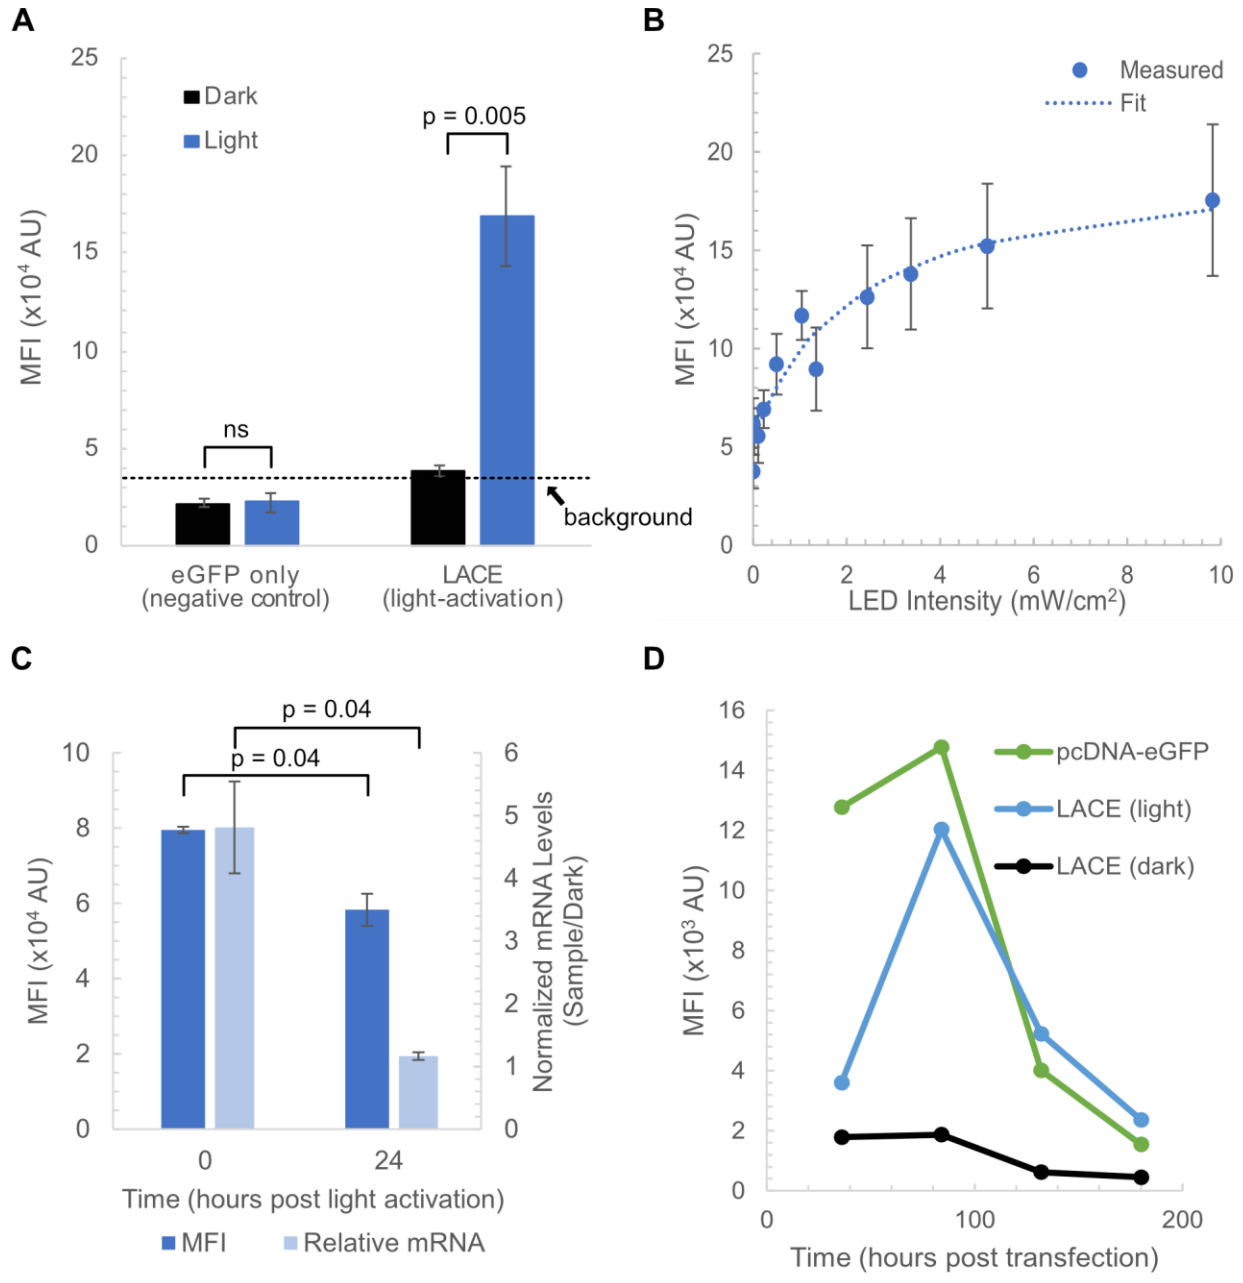 A
25
20
15
10
5
0
MFI (x10⁴ AU)
Dark
Light
p = 0.005
ns
background
eGFP only
(negative control)
LACE
(light-activation)
B
25
20
15
10
5
0
MFI (x10⁴ AU)
Measured
Fit
0 2 4 6 8 10
LED Intensity (mW/cm²)
C
p = 0.04
p = 0.04
10
8
6
4
2
0
MFI (x10⁴ AU)
6
5
4
3
2
1
0
Normalized mRNA Levels
(Sample/Dark)
0 24
Time (hours post light activation)
MFI Relative mRNA
D
16
14
12
10
8
6
4
2
0
MFI (x10³ AU)
pcDNA-eGFP
LACE (light)
LACE (dark)
0 100 200
Time (hours post transfection)